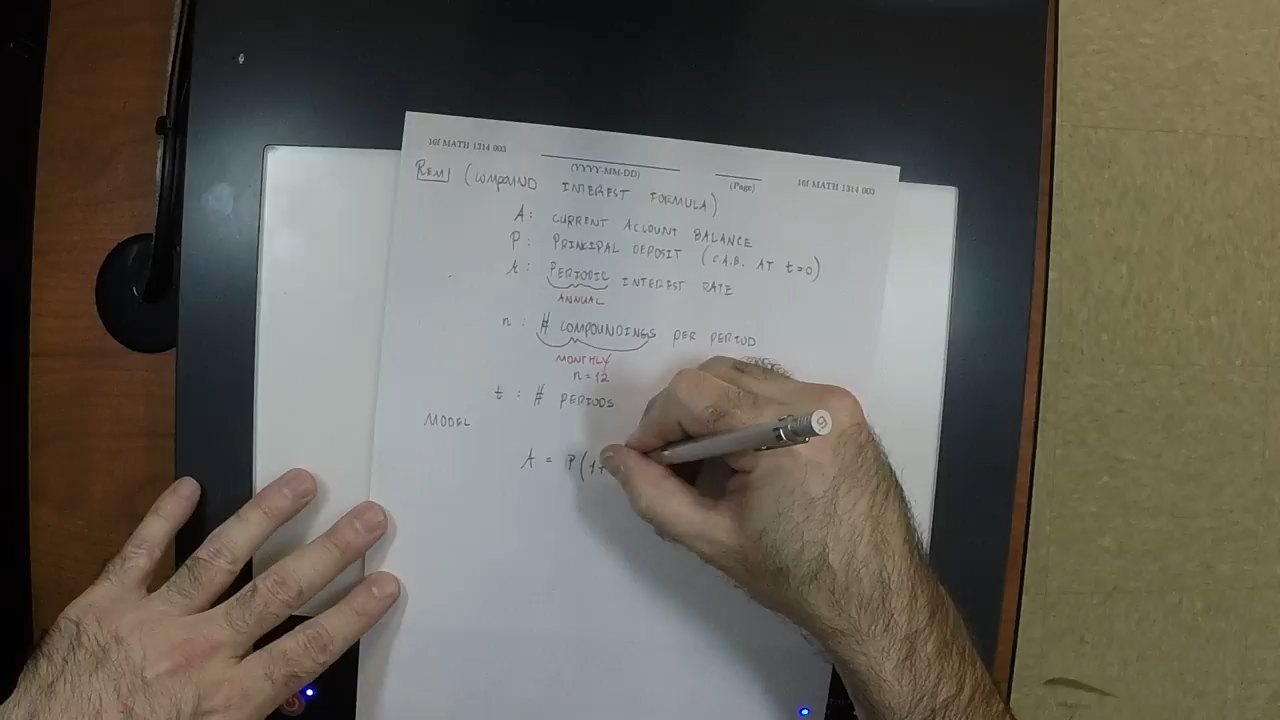 16f MATH 1314 003
(YYYY-MM-DD)
(Page)
16f MATH 1314 003
REM (COMPOUND INTEREST FORMULA)
A: CURRENT ACCOUNT BALANCE
P: PRINCIPAL DEPOSIT (C.A.B. AT t=0)
r: PERIODIC INTEREST RATE
ANNUAL
n: # COMPOUNDINGS PER PERIOD
MONTHLY
n=12
t: # PERIODS
MODEL
A = P(1+